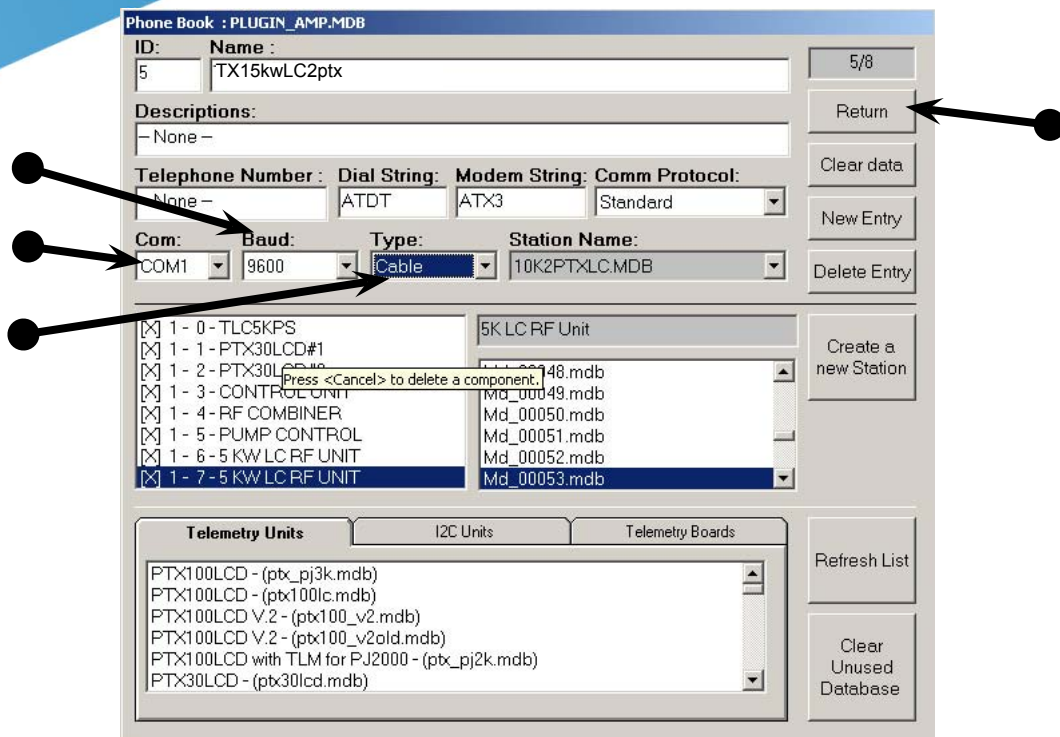 Phone Book : PLUGIN_AMP.MDB
ID: Name :
5 TX15kwLC2ptx
5/8
Descriptions:
Return
– None –
Clear data
Telephone Number : Dial String: Modem String: Comm Protocol:
None – ATDT ATX3 Standard
New Entry
Com: Baud: Type: Station Name:
COM1 9600 Cable 10K2PTXLC.MDB
Delete Entry
[X] 1 - 0 - TLC5KPS
[X] 1 - 1 - PTX30LCD#1
[X] 1 - 2 - PTX30L
[X] 1 - 3 - CONTROL UNIT
[X] 1 - 4 - RF COMBINER
[X] 1 - 5 - PUMP CONTROL
[X] 1 - 6 - 5 KW LC RF UNIT
[X] 1 - 7 - 5 KW LC RF UNIT
Press <Cancel> to delete a component.
5K LC RF Unit
48.mdb
Md_00049.mdb
Md_00050.mdb
Md_00051.mdb
Md_00052.mdb
Md_00053.mdb
Create a
new Station
Telemetry Units I2C Units Telemetry Boards
PTX100LCD - (ptx_pj3k.mdb)
PTX100LCD - (ptx100lc.mdb)
PTX100LCD V.2 - (ptx100_v2.mdb)
PTX100LCD V.2 - (ptx100_v2old.mdb)
PTX100LCD with TLM for PJ2000 - (ptx_pj2k.mdb)
PTX30LCD - (ptx30lcd.mdb)
Refresh List
Clear
Unused
Database